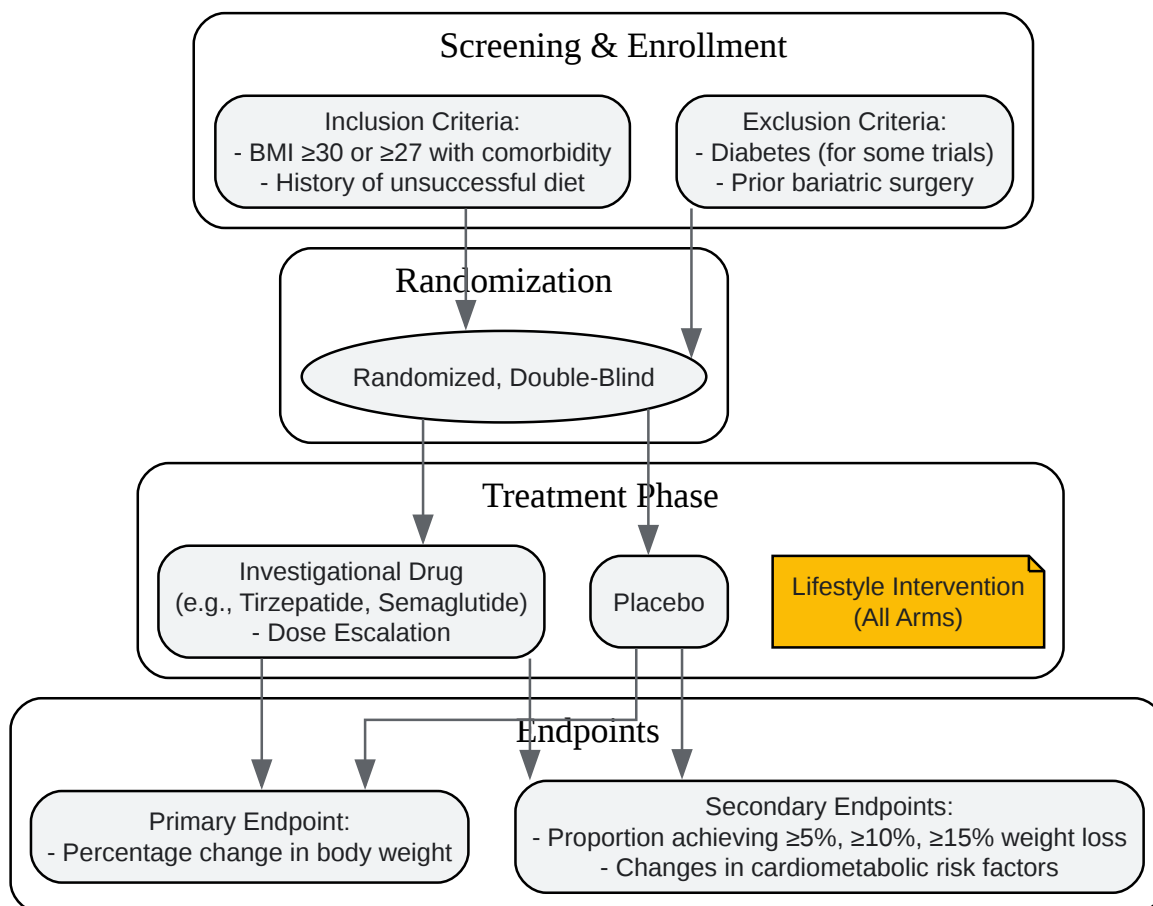 Screening & Enrollment
Inclusion Criteria:
- BMI ≥30 or ≥27 with comorbidity
- History of unsuccessful diet
Exclusion Criteria:
- Diabetes (for some trials)
- Prior bariatric surgery
Randomization
Randomized, Double-Blind
Treatment Phase
Investigational Drug
(e.g., Tirzepatide, Semaglutide)
- Dose Escalation
Placebo
Lifestyle Intervention
(All Arms)
Endpoints
Primary Endpoint:
- Percentage change in body weight
Secondary Endpoints:
- Proportion achieving ≥5%, ≥10%, ≥15% weight loss
- Changes in cardiometabolic risk factors